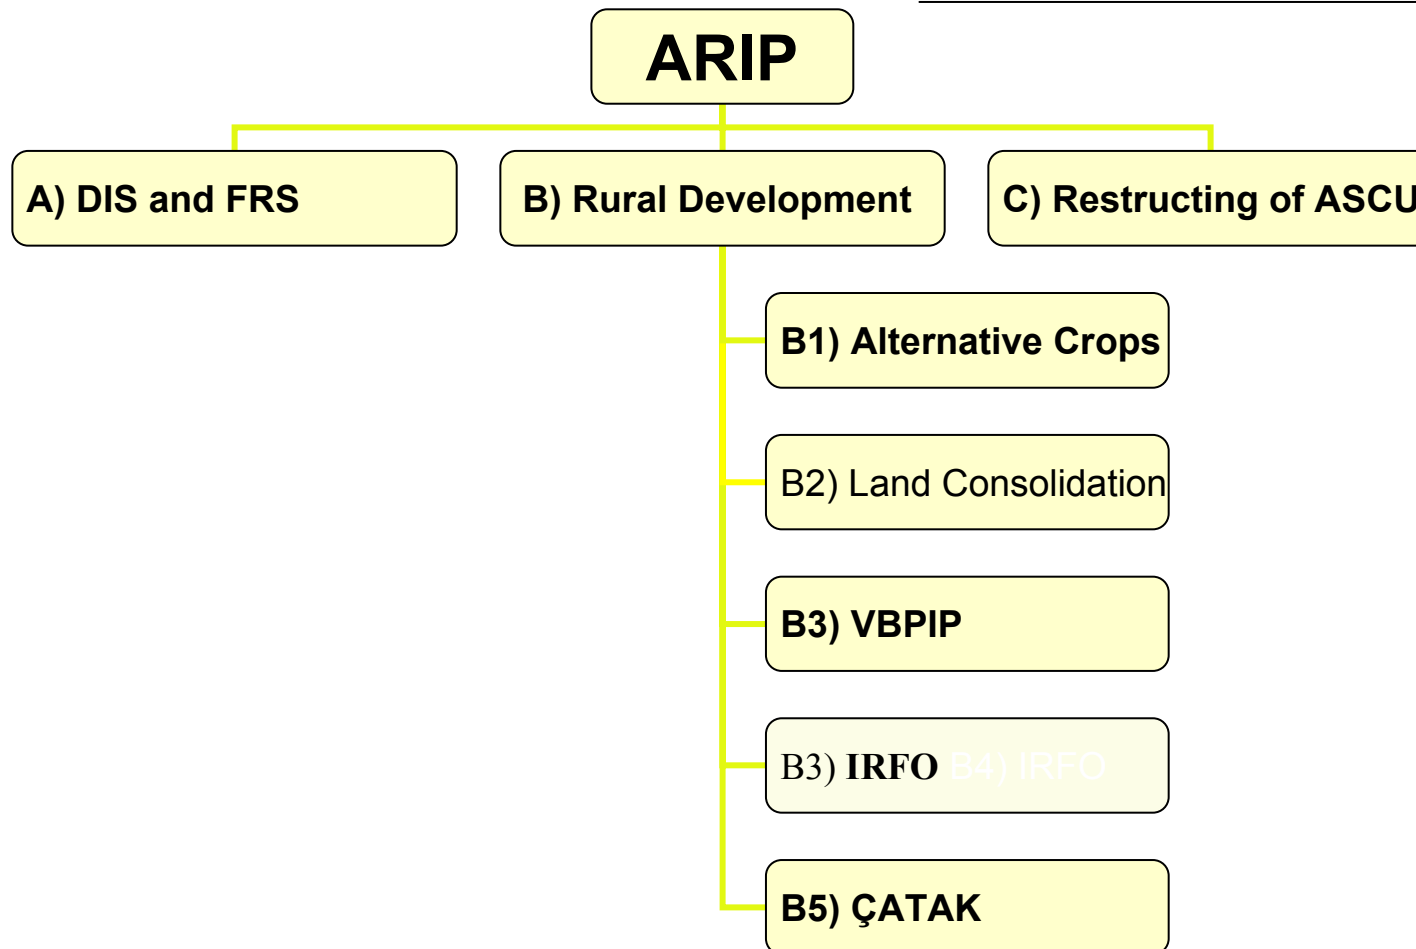 ARIP
A) DIS and FRS
B) Rural Development
C) Restructing of ASCU
B1) Alternative Crops
B2) Land Consolidation
B3) VBPIP
B3) IRFO B4) IRFO
B5) ÇATAK